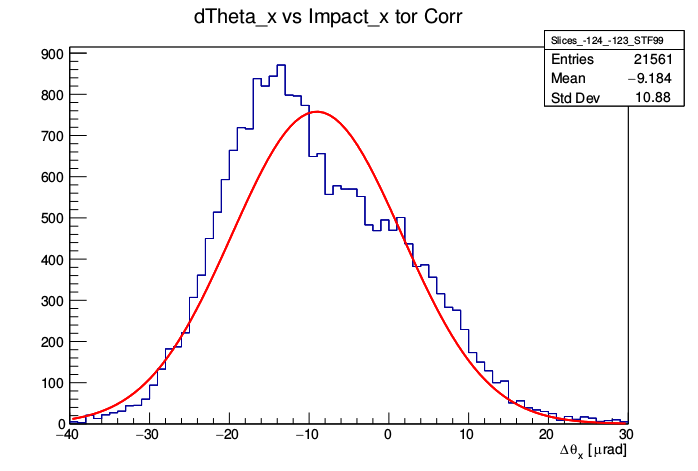 dTheta_x vs Impact_x tor Corr
Slices_-124_-123_STF99
Entries 21561
Mean −9.184
Std Dev 10.88
900
800
700
600
500
400
300
200
100
0
−40 −30 −20 −10 0 10 20 30
Δθx [μrad]